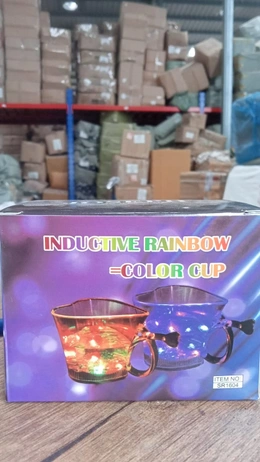 INDUCTIVE RAINBOW
=COLOR CUP
ITEM NO:
SR1604